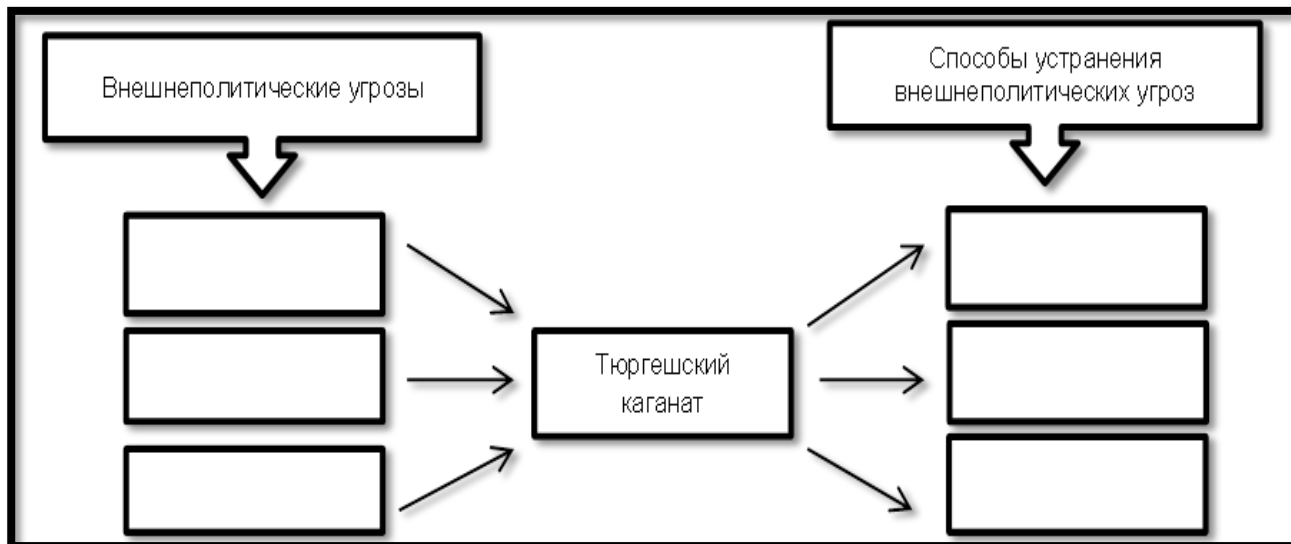 Внешнеполитические угрозы
Способы устранения
внешнеполитических угроз
Тюргешский
каганат